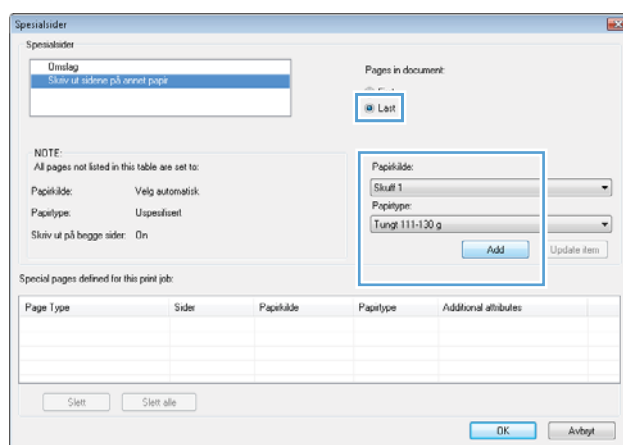 Spesialsider
Spesialsider
Omslag
Skriv ut sidene på annet papir
Pages in document:
Last
NOTE:
All pages not listed in this table are set to:
Papirkilde: Velg automatisk
Papirtype: Uspesifisert
Skriv ut på begge sider: On
Papirkilde:
Skuff 1
Papirtype:
Tungt 111-130 g
Add Update item
Special pages defined for this print job:
Page Type Sider Papirkilde Papirtype Additional attributes
Slett Slett alle
OK Avbryt